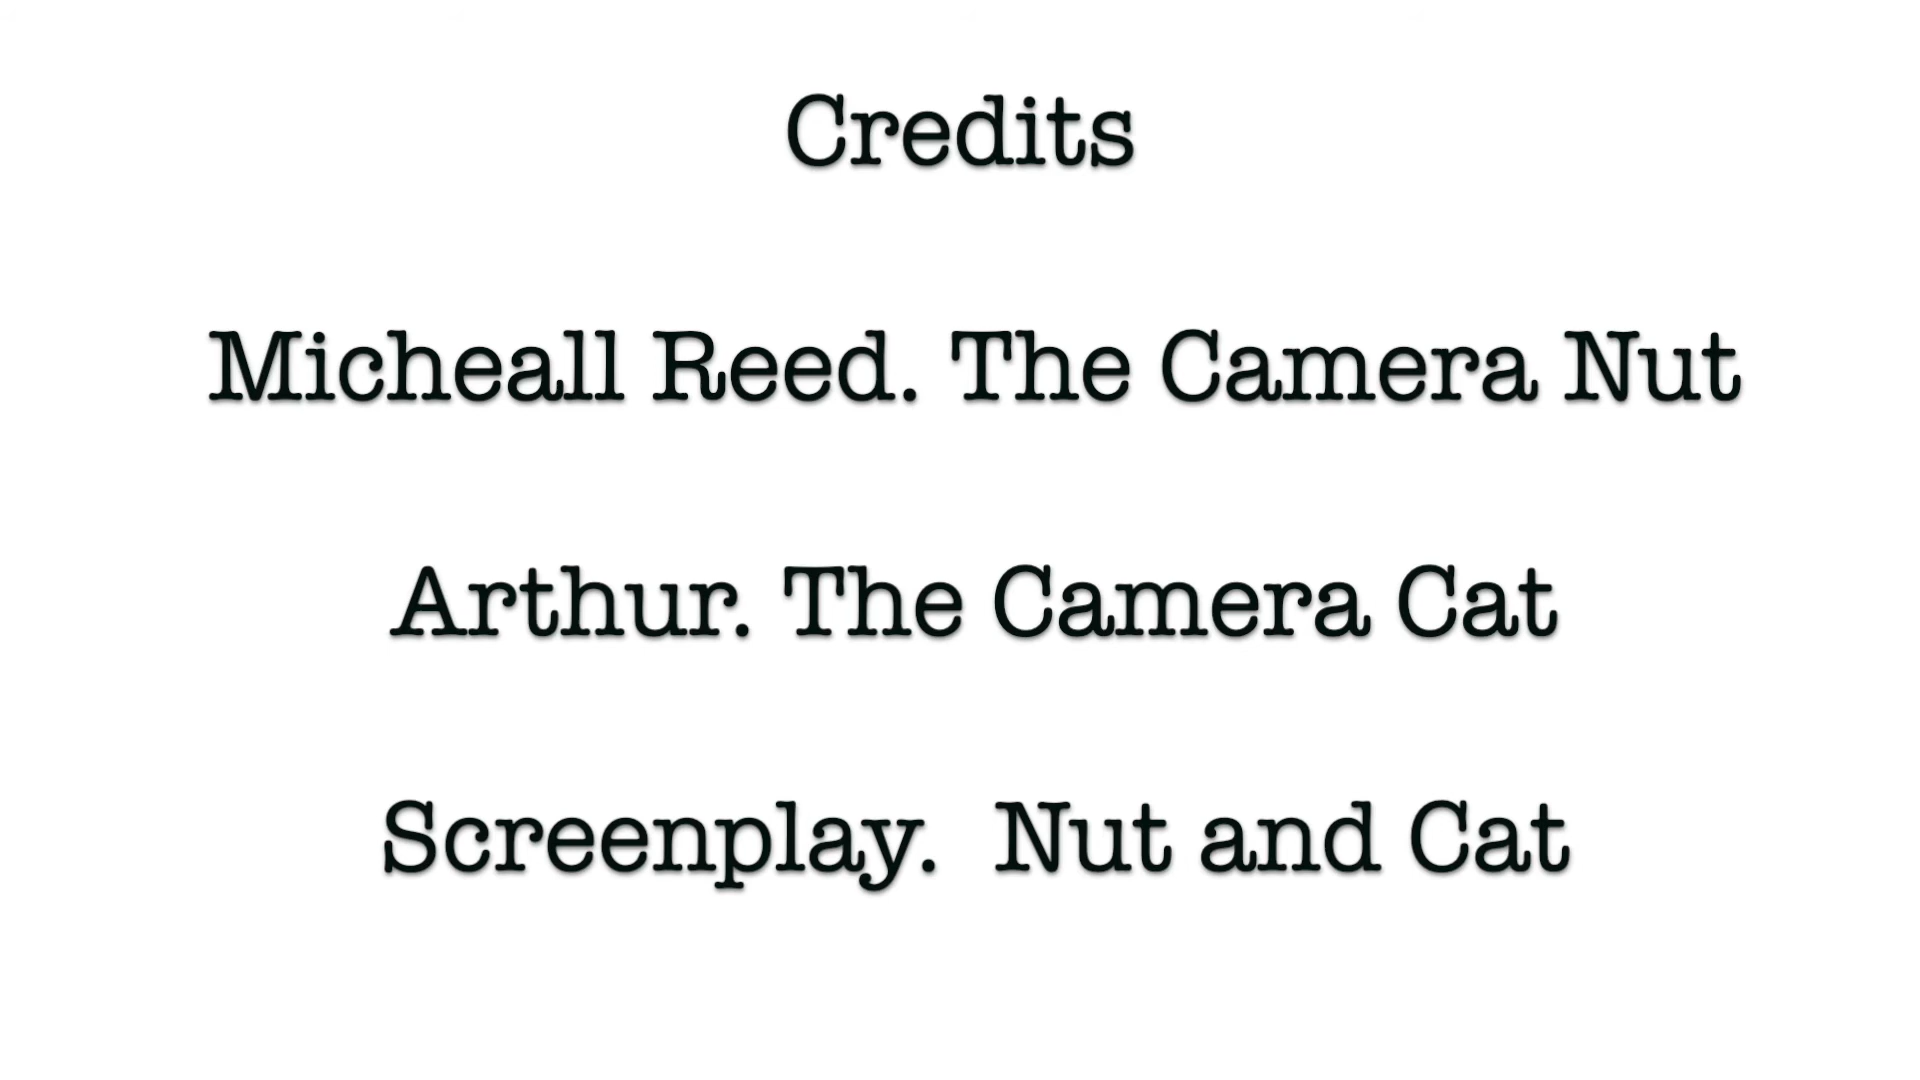 Credits
Micheall Reed. The Camera Nut
Arthur. The Camera Cat
Screenplay.  Nut and Cat